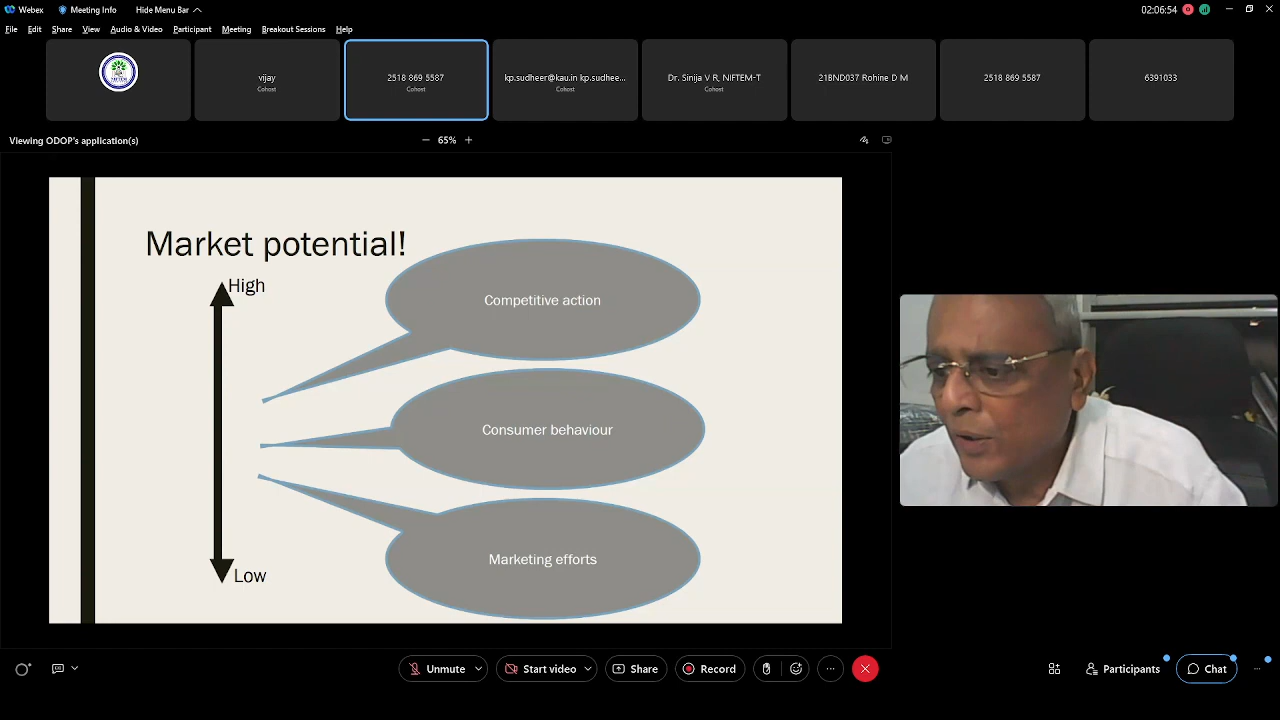 Webex
Meeting Info
Hide Menu Bar
02:06:54
File Edit Share View Audio & Video Participant Meeting Breakout Sessions Help
vijay
Cohost
2518 869 5587
Cohost
kp.sudheer@kau.in kp.sudhee...
Cohost
Dr. Sinija V R, NIFTEM-T
Cohost
21BND037 Rohine D M
2518 869 5587
6391033
Viewing ODOP's application(s)
65%
Market potential!
High
Competitive action
Consumer behaviour
Marketing efforts
Low
Unmute
Start video
Share
Record
Participants
Chat